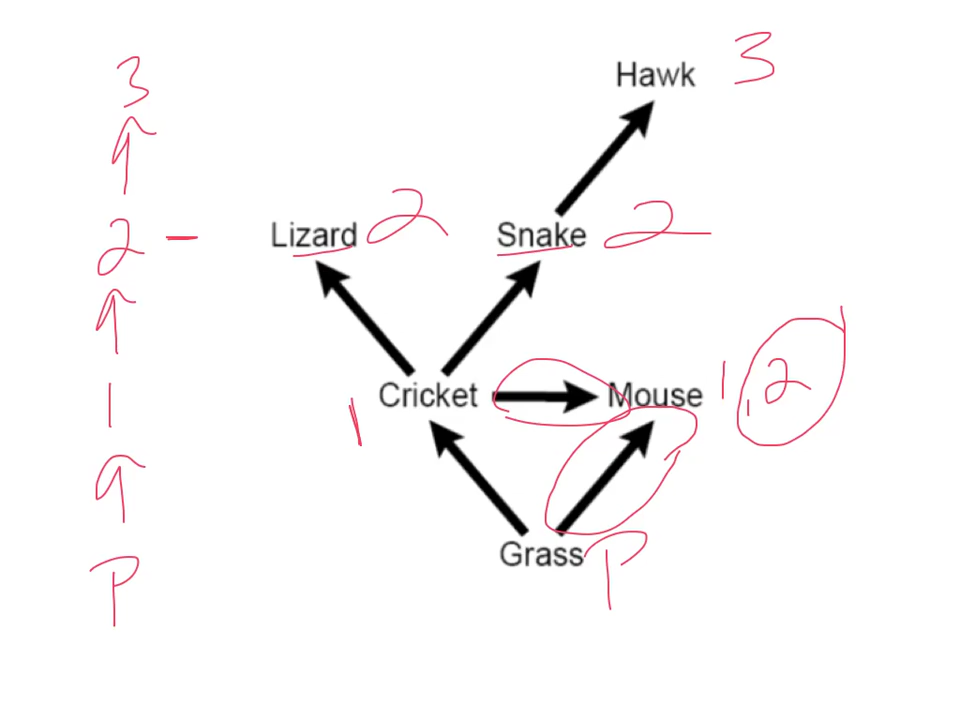 Hawk 3
3
Lizard 2 Snake 2
2 -
Cricket Mouse 1, 2
1
1
Grass P
P